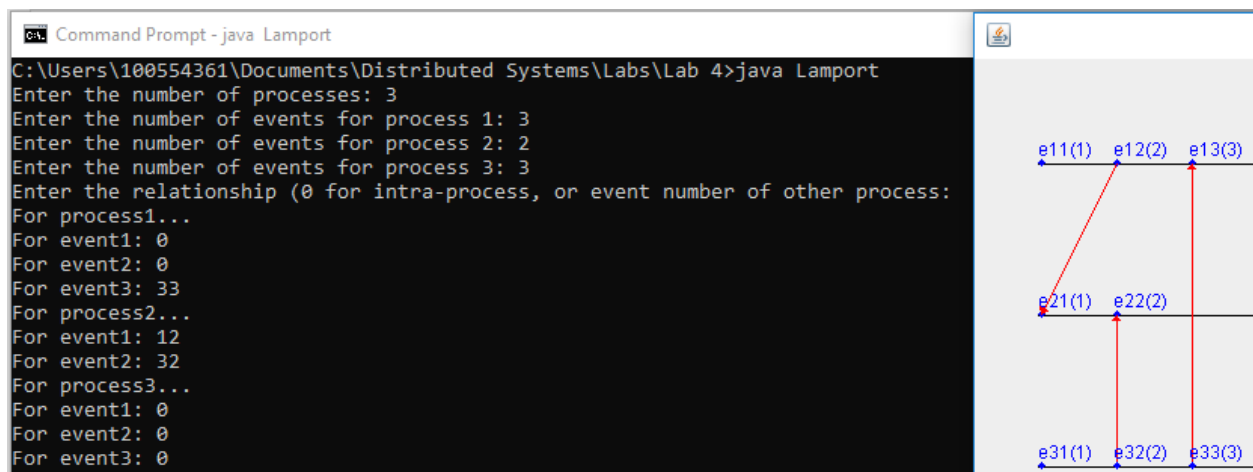 Command Prompt - java Lamport
C:\Users\100554361\Documents\Distributed Systems\Labs\Lab 4>java Lamport
Enter the number of processes: 3
Enter the number of events for process 1: 3
Enter the number of events for process 2: 2
Enter the number of events for process 3: 3
Enter the relationship (0 for intra-process, or event number of other process:
For process1...
For event1: 0
For event2: 0
For event3: 33
For process2...
For event1: 12
For event2: 32
For process3...
For event1: 0
For event2: 0
For event3: 0
e11(1) e12(2) e13(3)
e21(1) e22(2)
e31(1) e32(2) e33(3)